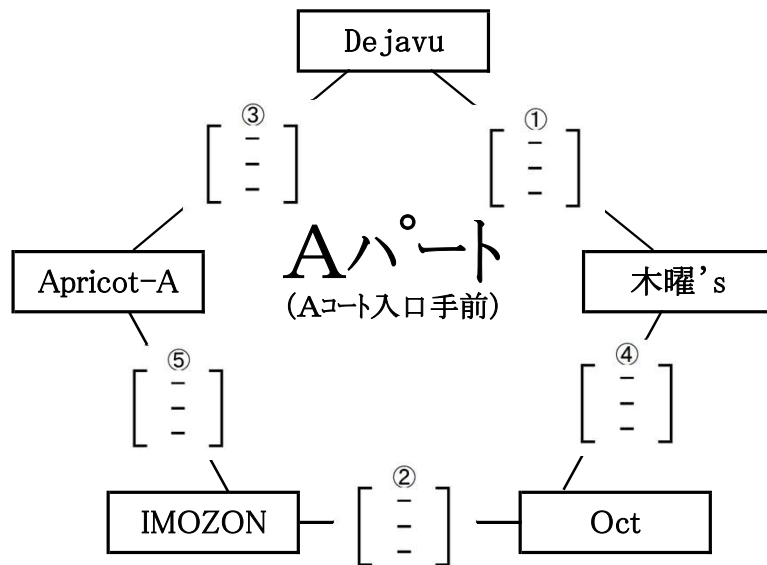 Dejavu
③
①
[ － － － ]
[ － － － ]
Aパート
(Aコート入口手前)
Apricot-A
木曜’s
⑤
④
[ － － － ]
[ － － － ]
②
IMOZON
[ － － － ]
Oct